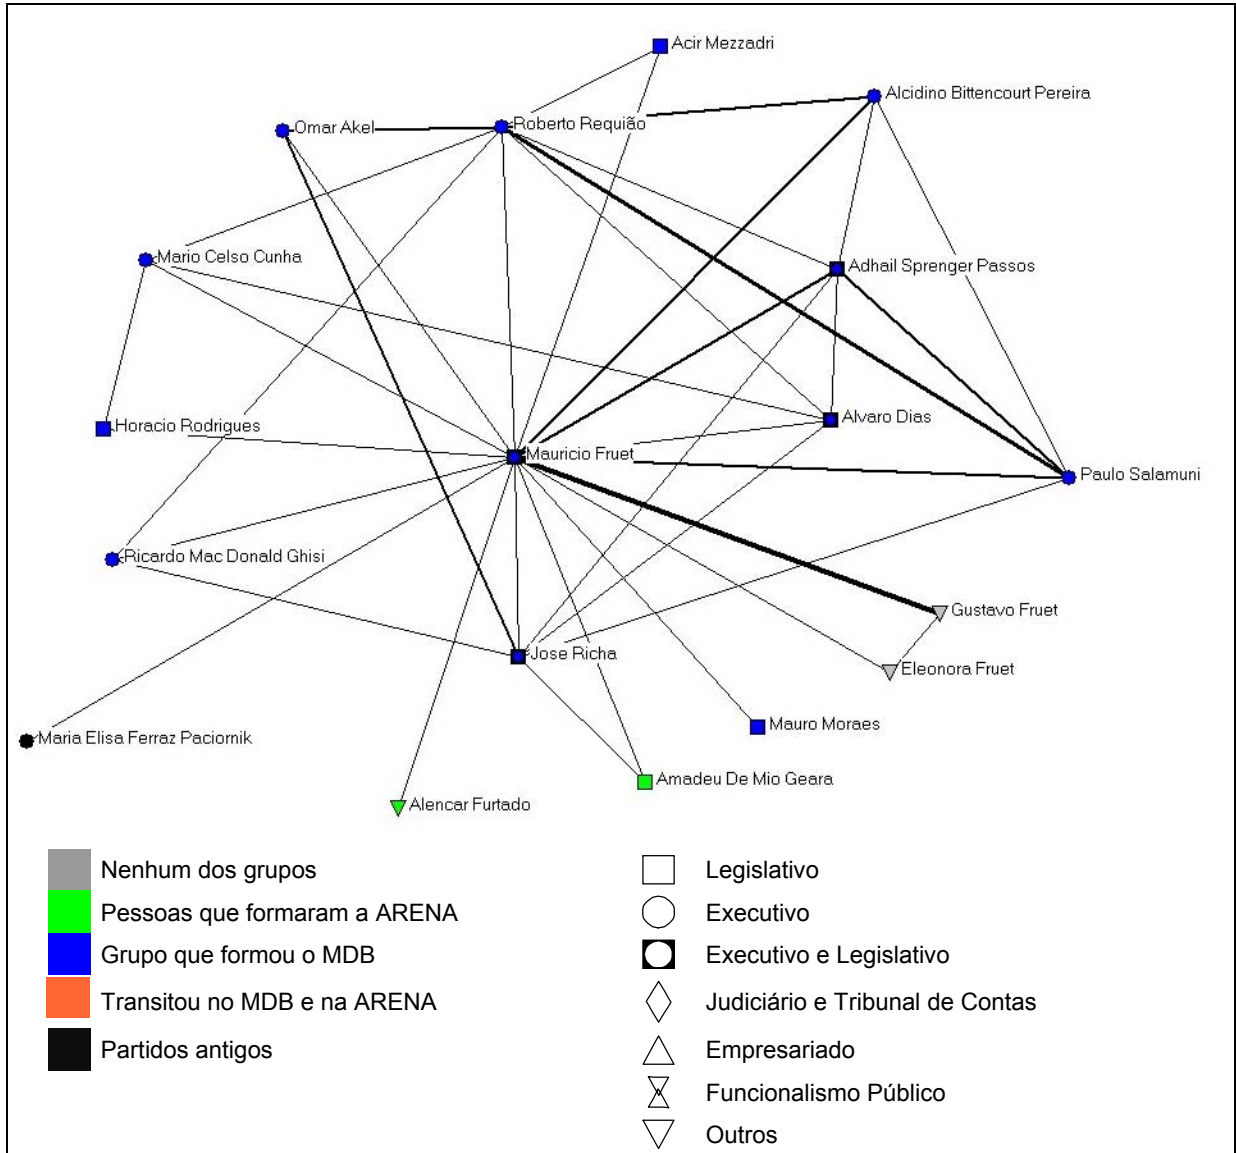 Acir Mezzadri
Alcidino Bittencourt Pereira
Omar Akel
Roberto Requião
Mario Celso Cunha
Adhail Sprenger Passos
Horacio Rodrigues
Alvaro Dias
Mauricio Fruet
Paulo Salamuni
Ricardo Mac Donald Ghisi
Gustavo Fruet
Jose Richa
Eleonora Fruet
Mauro Moraes
Maria Elisa Ferraz Paciornik
Amadeu De Mio Geara
Alencar Furtado
Nenhum dos grupos
Pessoas que formaram a ARENA
Grupo que formou o MDB
Transitou no MDB e na ARENA
Partidos antigos
Legislativo
Executivo
Executivo e Legislativo
Judiciário e Tribunal de Contas
Empresariado
Funcionalismo Público
Outros